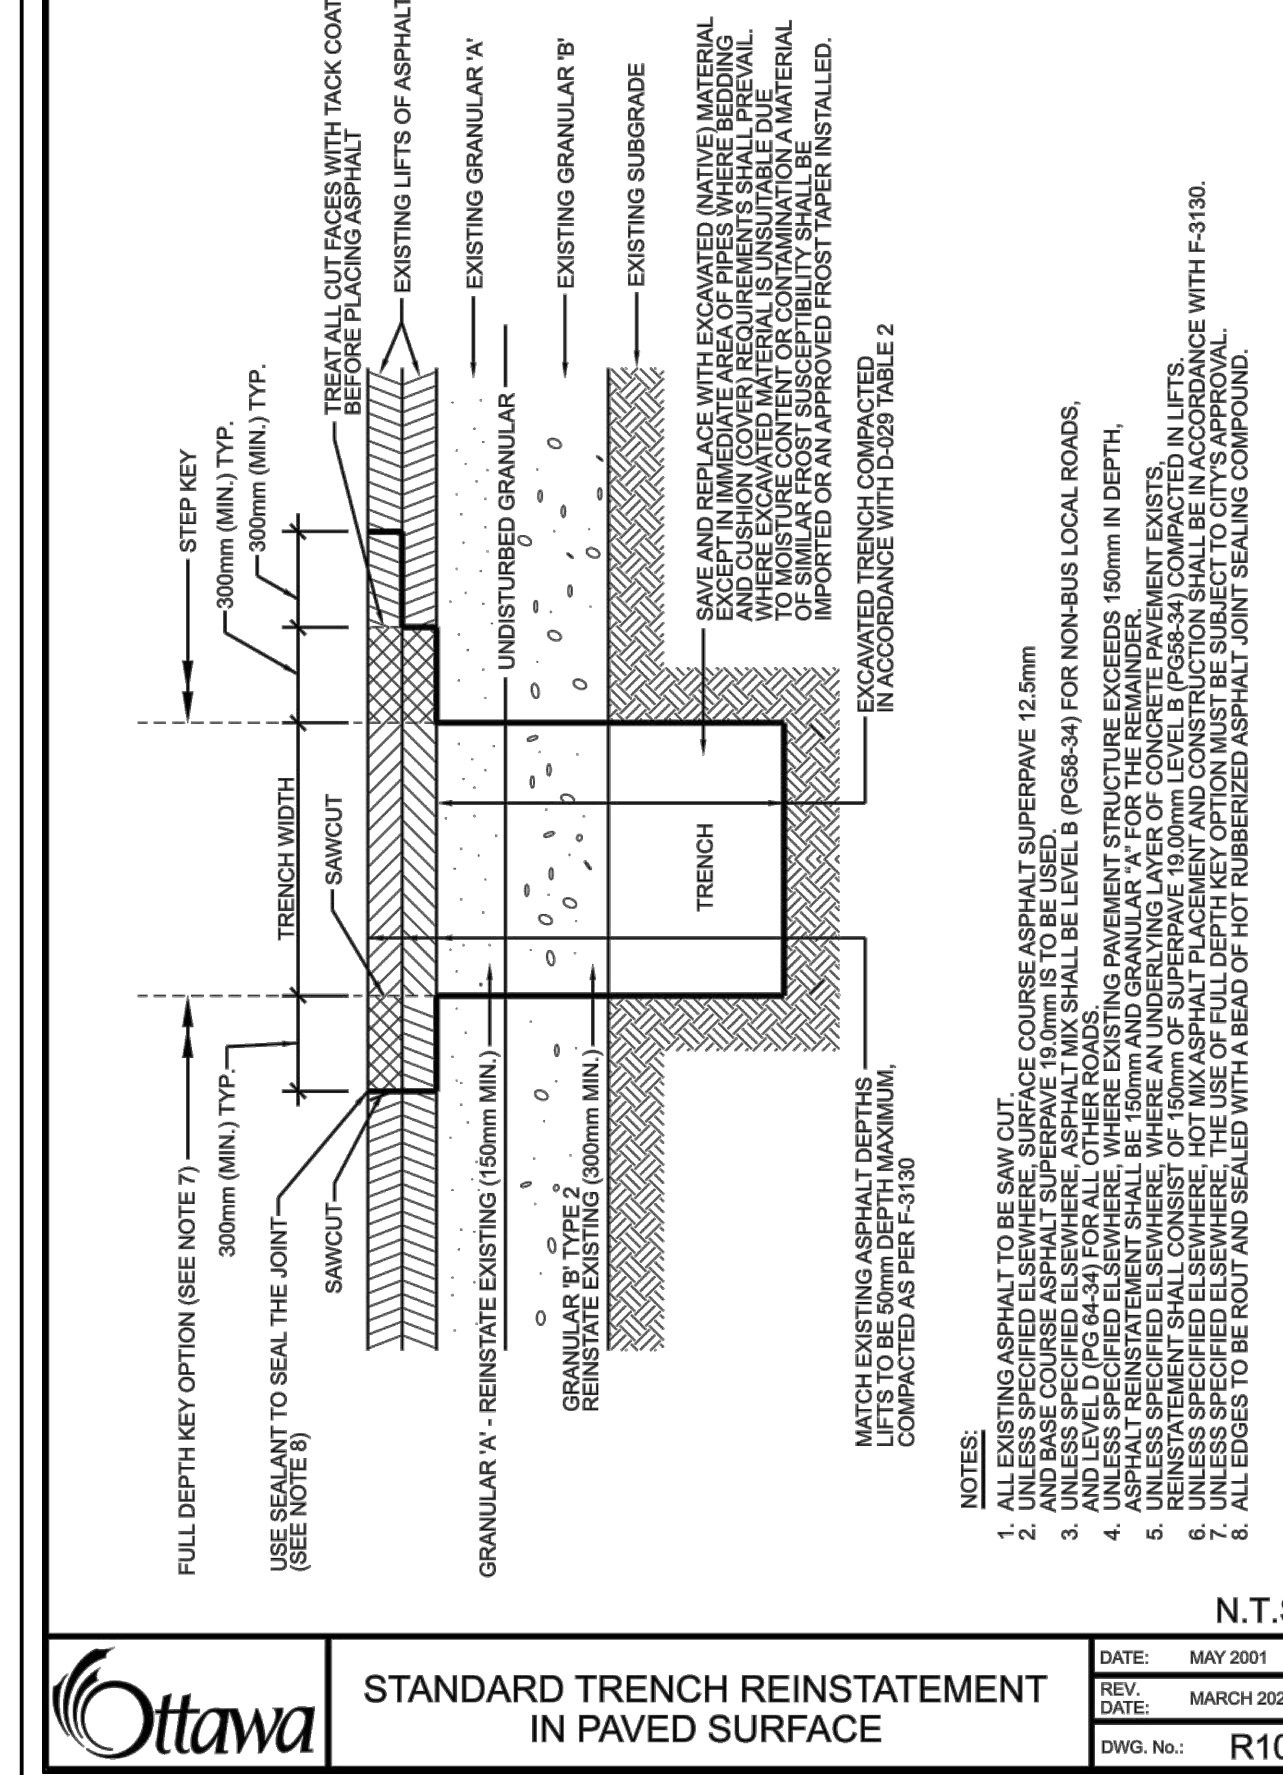 FULL DEPTH KEY OPTION (SEE NOTE 7)
STEP KEY
300mm (MIN.) TYP.
TRENCH WIDTH
300mm (MIN.) TYP.
300mm (MIN.) TYP.
USE SEALANT TO SEAL THE JOINT
(SEE NOTE 8)
SAWCUT
SAWCUT
TREAT ALL CUT FACES WITH TACK COAT
BEFORE PLACING ASPHALT
EXISTING LIFTS OF ASPHALT
EXISTING GRANULAR 'A'
GRANULAR 'A' - REINSTATE EXISTING (150mm MIN.)
UNDISTURBED GRANULAR
EXISTING GRANULAR 'B'
GRANULAR 'B' TYPE 2
REINSTATE EXISTING (300mm MIN.)
EXISTING SUBGRADE
TRENCH
SAVE AND REPLACE WITH EXCAVATED (NATIVE) MATERIAL
EXCEPT IN IMMEDIATE AREA OF PIPES WHERE BEDDING
AND CUSHION (COVER) REQUIREMENTS SHALL PREVAIL.
WHERE EXCAVATED MATERIAL IS UNSUITABLE DUE
TO MOISTURE CONTENT OR CONTAMINATION A MATERIAL
OF SIMILAR FROST SUSCEPTIBILITY SHALL BE
IMPORTED OR AN APPROVED FROST TAPER INSTALLED.
EXCAVATED TRENCH COMPACTED
IN ACCORDANCE WITH D-029 TABLE 2
MATCH EXISTING ASPHALT DEPTHS
LIFTS TO BE 50mm DEPTH MAXIMUM,
COMPACTED AS PER F-3130
NOTES:
1. ALL EXISTING ASPHALT TO BE SAW CUT.
2. UNLESS SPECIFIED ELSEWHERE, SURFACE COURSE ASPHALT SUPERPAVE 12.5mm
AND BASE COURSE ASPHALT SUPERPAVE 19.0mm IS TO BE USED.
3. UNLESS SPECIFIED ELSEWHERE, ASPHALT MIX SHALL BE LEVEL B (PG58-34) FOR NON-BUS LOCAL ROADS,
AND LEVEL D (PG 64-34) FOR ALL OTHER ROADS.
4. UNLESS SPECIFIED ELSEWHERE, WHERE EXISTING PAVEMENT STRUCTURE EXCEEDS 150mm IN DEPTH,
ASPHALT REINSTATEMENT SHALL BE 150mm AND GRANULAR “A” FOR THE REMAINDER.
5. UNLESS SPECIFIED ELSEWHERE, WHERE AN UNDERLYING LAYER OF CONCRETE PAVEMENT EXISTS,
REINSTATEMENT SHALL CONSIST OF 150mm OF SUPERPAVE 19.00mm LEVEL B (PG58-34) COMPACTED IN LIFTS.
6. UNLESS SPECIFIED ELSEWHERE, HOT MIX ASPHALT PLACEMENT AND CONSTRUCTION SHALL BE IN ACCORDANCE WITH F-3130.
7. UNLESS SPECIFIED ELSEWHERE, THE USE OF FULL DEPTH KEY OPTION MUST BE SUBJECT TO CITY'S APPROVAL.
8. ALL EDGES TO BE ROUT AND SEALED WITH A BEAD OF HOT RUBBERIZED ASPHALT JOINT SEALING COMPOUND.
N.T.
Ottawa
STANDARD TRENCH REINSTATEMENT
IN PAVED SURFACE
DATE: MAY 2001
REV.
DATE: MARCH 202
DWG. No.: R10